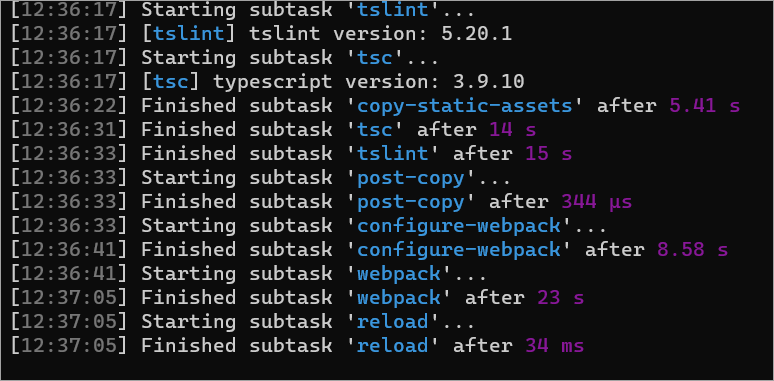 [12:36:17] Starting subtask 'tslint'...
[12:36:17] [tslint] tslint version: 5.20.1
[12:36:17] Starting subtask 'tsc'...
[12:36:17] [tsc] typescript version: 3.9.10
[12:36:22] Finished subtask 'copy-static-assets' after 5.41 s
[12:36:31] Finished subtask 'tsc' after 14 s
[12:36:33] Finished subtask 'tslint' after 15 s
[12:36:33] Starting subtask 'post-copy'...
[12:36:33] Finished subtask 'post-copy' after 344 μs
[12:36:33] Starting subtask 'configure-webpack'...
[12:36:41] Finished subtask 'configure-webpack' after 8.58 s
[12:36:41] Starting subtask 'webpack'...
[12:37:05] Finished subtask 'webpack' after 23 s
[12:37:05] Starting subtask 'reload'...
[12:37:05] Finished subtask 'reload' after 34 ms